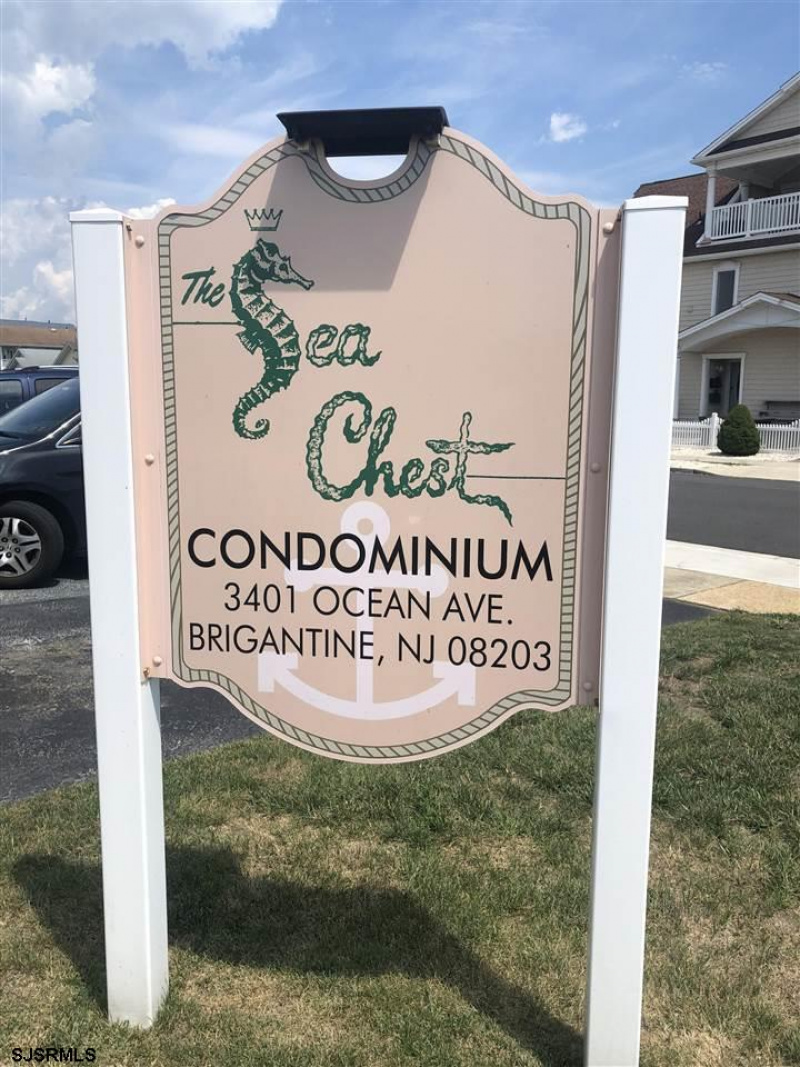 The Sea
Chest
CONDOMINIUM
3401 OCEAN AVE.
BRIGANTINE, NJ 08203
SJSRMLS